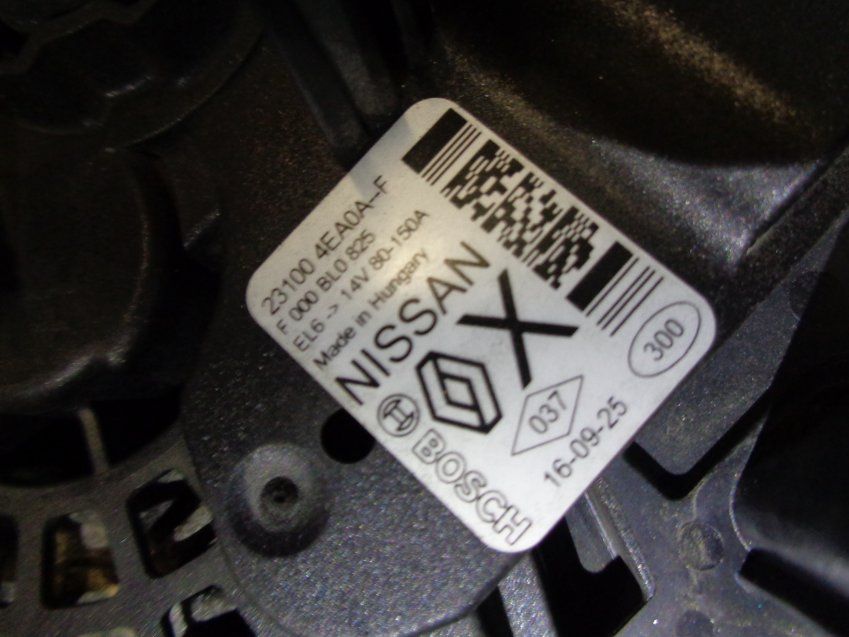 23100 4EA0A--F
F 000 BL0 825
EL6 -> 14V 80-150A
Made in Hungary
NISSAN
X
BOSCH
037
300
16-09-25